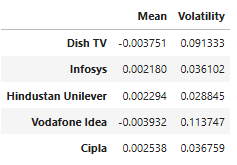 Mean Volatility
Dish TV -0.003751 0.091333
Infosys 0.002180 0.036102
Hindustan Unilever 0.002294 0.028845
Vodafone Idea -0.003932 0.113747
Cipla 0.002538 0.036759